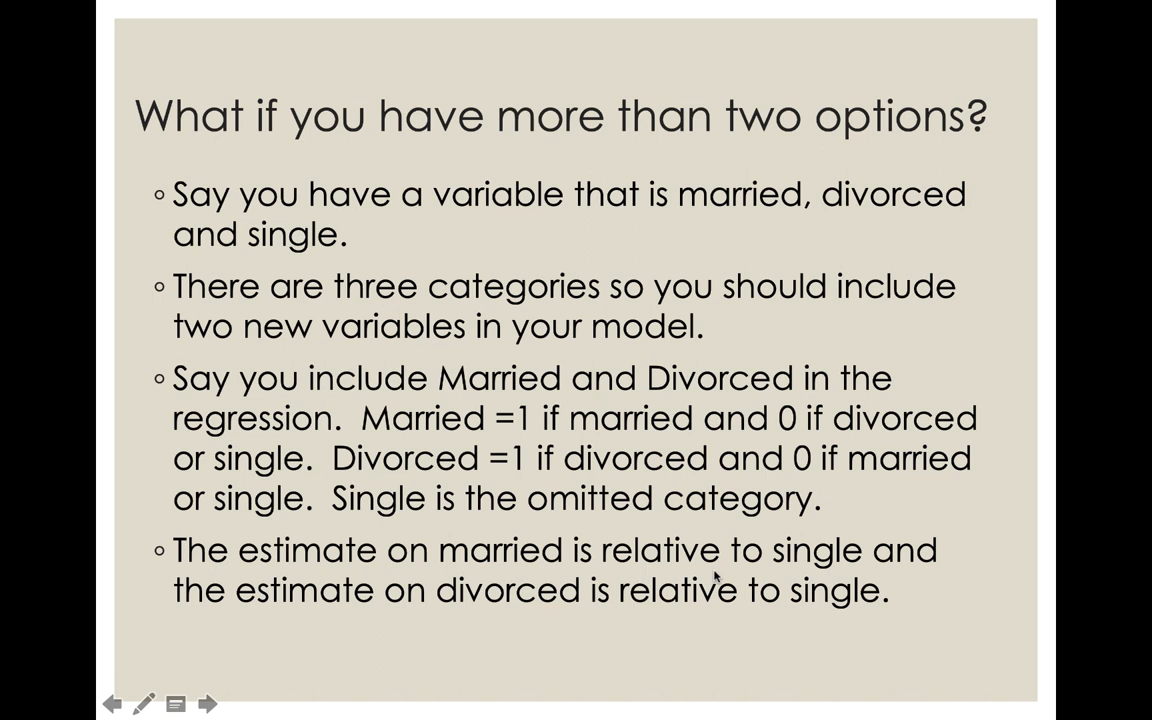 What if you have more than two options?
◦ Say you have a variable that is married, divorced
and single.
◦ There are three categories so you should include
two new variables in your model.
◦ Say you include Married and Divorced in the
regression.  Married =1 if married and 0 if divorced
or single.  Divorced =1 if divorced and 0 if married
or single.  Single is the omitted category.
◦ The estimate on married is relative to single and
the estimate on divorced is relative to single.